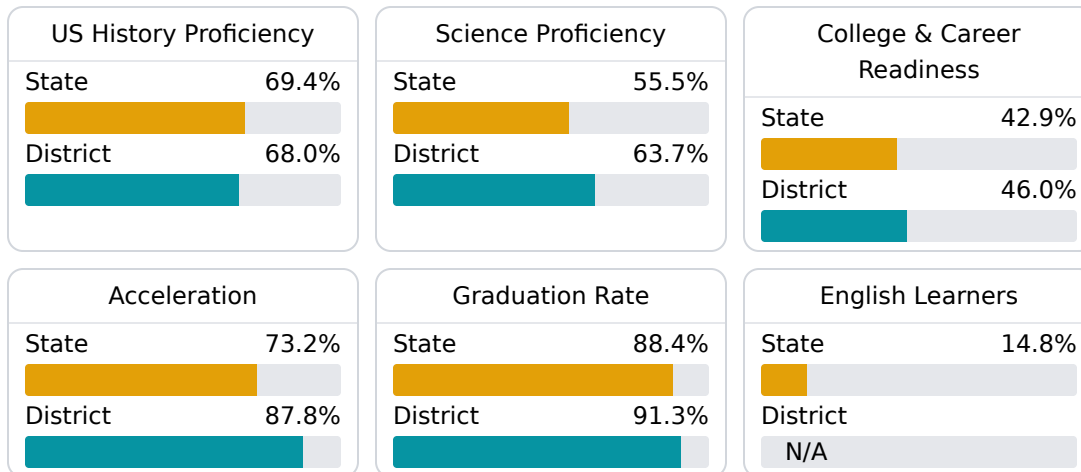 US History Proficiency
State 69.4%
District 68.0%
Science Proficiency
State 55.5%
District 63.7%
College & Career
Readiness
State 42.9%
District 46.0%
Acceleration
State 73.2%
District 87.8%
Graduation Rate
State 88.4%
District 91.3%
English Learners
State 14.8%
District
N/A